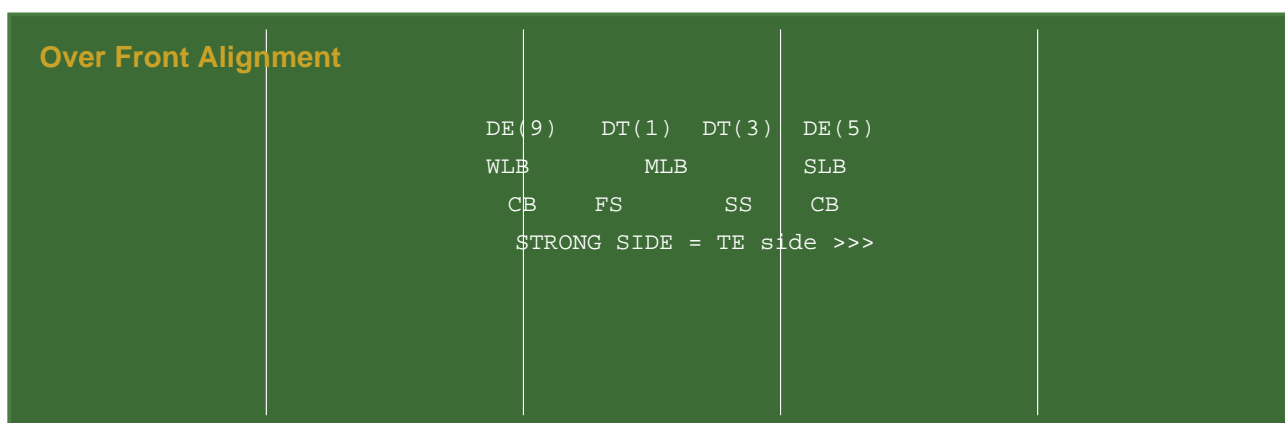 Over Front Alignment
DE(9) DT(1) DT(3) DE(5)
WLB MLB SLB
CB FS SS CB
STRONG SIDE = TE side >>>